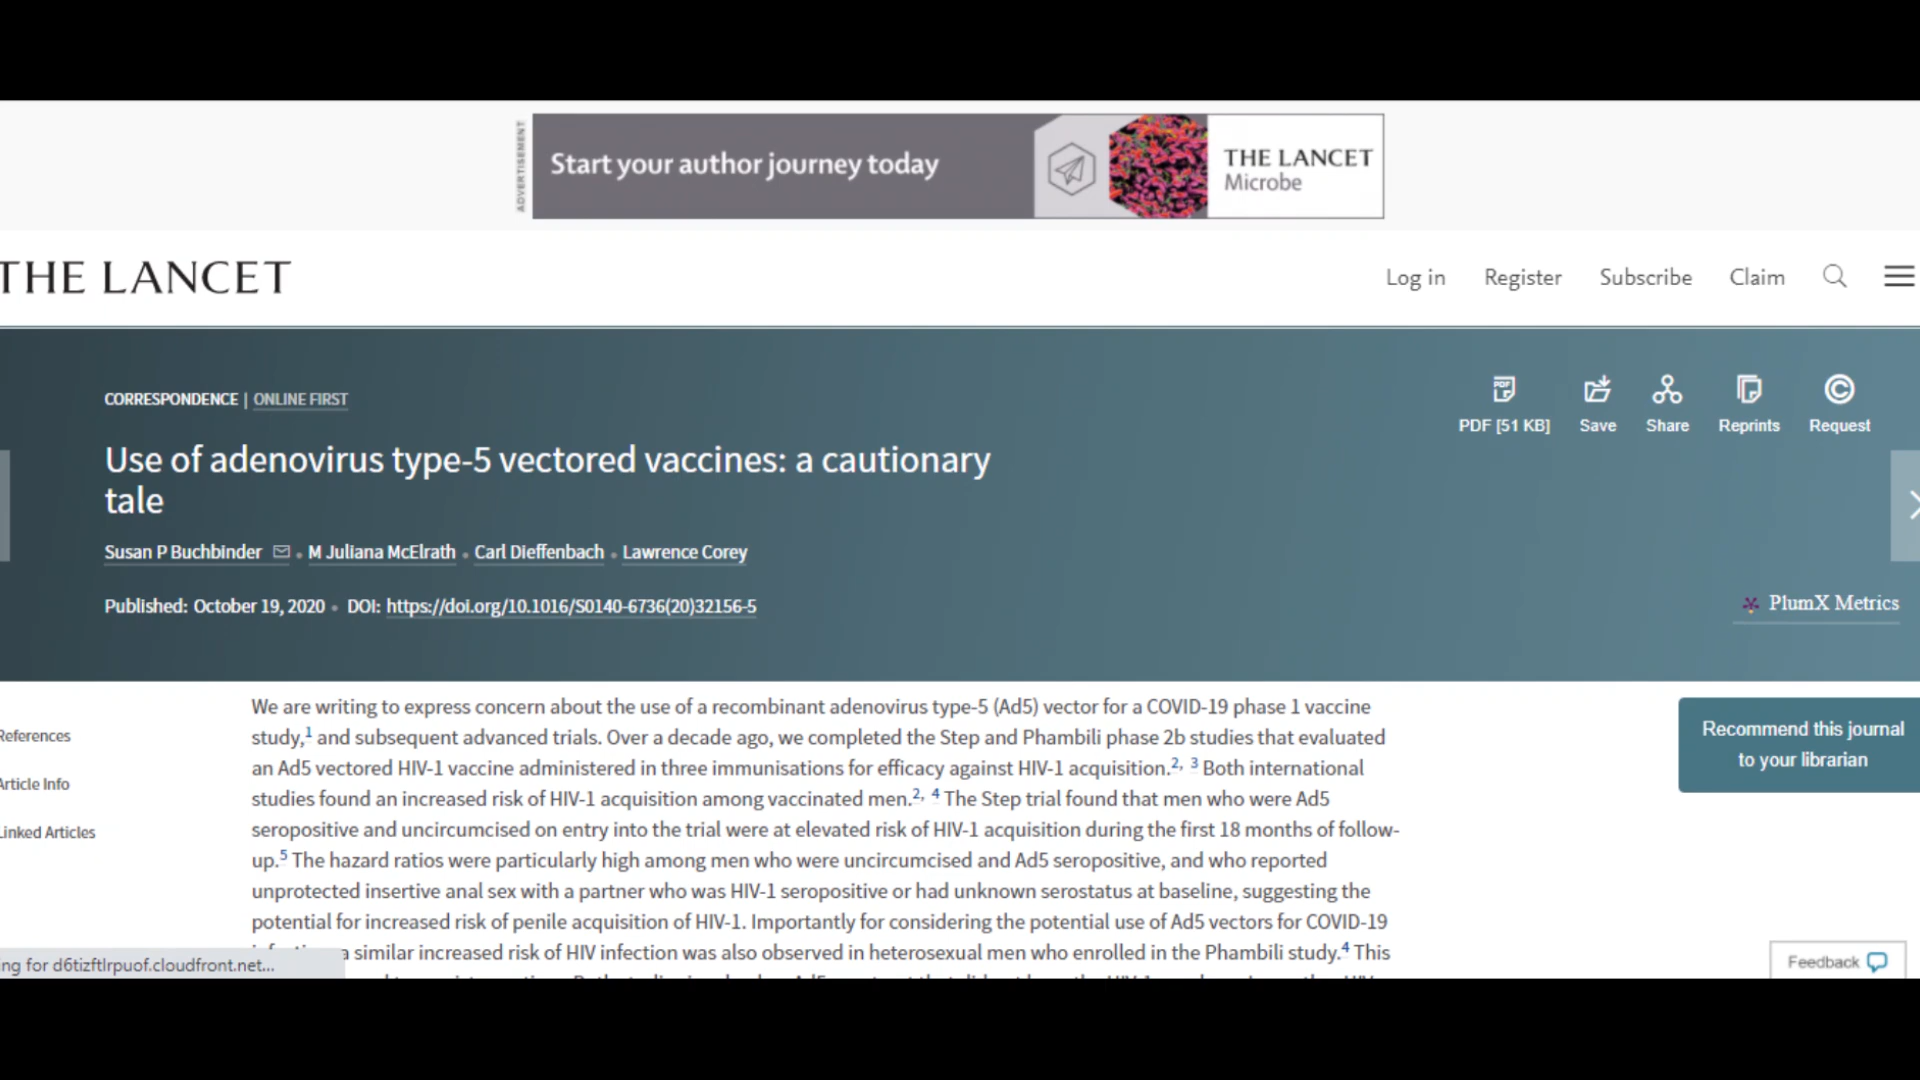 ADVERTISEMENT
Start your author journey today
THE LANCET
Microbe
THE LANCET
Log in
Register
Subscribe
Claim
CORRESPONDENCE | ONLINE FIRST
PDF [51 KB]
Save
Share
Reprints
Request
Use of adenovirus type-5 vectored vaccines: a cautionary
tale
Susan P Buchbinder • M Juliana McElrath • Carl Dieffenbach • Lawrence Corey
Published: October 19, 2020 • DOI: https://doi.org/10.1016/S0140-6736(20)32156-5
PlumX Metrics
References
Article Info
Linked Articles
We are writing to express concern about the use of a recombinant adenovirus type-5 (Ad5) vector for a COVID-19 phase 1 vaccine
study,1 and subsequent advanced trials. Over a decade ago, we completed the Step and Phambili phase 2b studies that evaluated
an Ad5 vectored HIV-1 vaccine administered in three immunisations for efficacy against HIV-1 acquisition.2, 3 Both international
studies found an increased risk of HIV-1 acquisition among vaccinated men.2, 4 The Step trial found that men who were Ad5
seropositive and uncircumcised on entry into the trial were at elevated risk of HIV-1 acquisition during the first 18 months of follow-
up.5 The hazard ratios were particularly high among men who were uncircumcised and Ad5 seropositive, and who reported
unprotected insertive anal sex with a partner who was HIV-1 seropositive or had unknown serostatus at baseline, suggesting the
potential for increased risk of penile acquisition of HIV-1. Importantly for considering the potential use of Ad5 vectors for COVID-19
a similar increased risk of HIV infection was also observed in heterosexual men who enrolled in the Phambili study.4 This
Recommend this journal
to your librarian
ing for d6tizftlrpuof.cloudfront.net...
Feedback